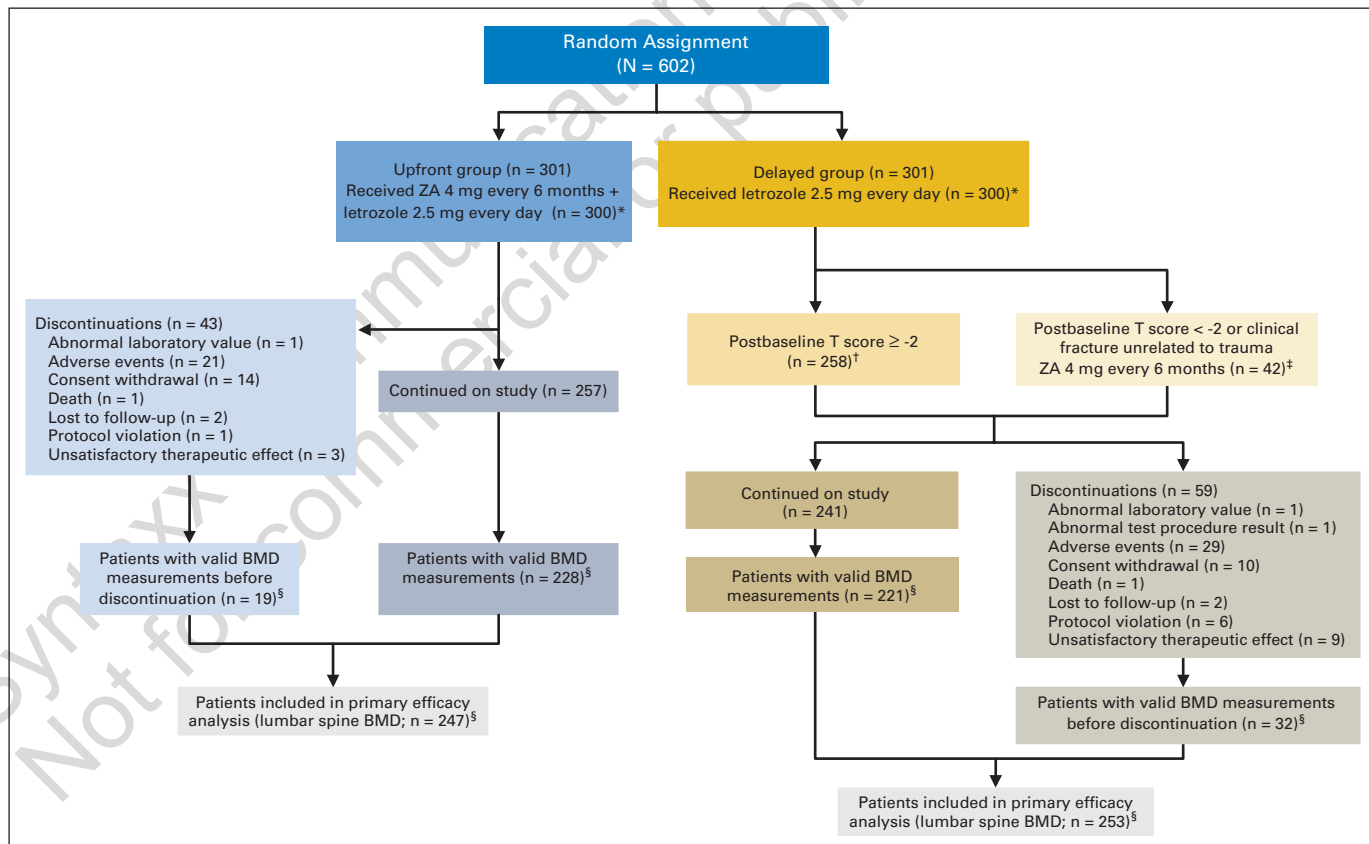 Random Assignment
(N = 602)
Upfront group (n = 301)
Received ZA 4 mg every 6 months +
letrozole 2.5 mg every day (n = 300)*
Delayed group (n = 301)
Received letrozole 2.5 mg every day (n = 300)*
Discontinuations (n = 43)
Abnormal laboratory value (n = 1)
Adverse events (n = 21)
Consent withdrawal (n = 14)
Death (n = 1)
Lost to follow-up (n = 2)
Protocol violation (n = 1)
Unsatisfactory therapeutic effect (n = 3)
Continued on study (n = 257)
Postbaseline T score ≥ -2
(n = 258)†
Postbaseline T score < -2 or clinical
fracture unrelated to trauma
ZA 4 mg every 6 months (n = 42)‡
Patients with valid BMD
measurements before
discontinuation (n = 19)§
Patients with valid BMD
measurements (n = 228)§
Continued on study
(n = 241)
Patients with valid BMD
measurements (n = 221)§
Discontinuations (n = 59)
Abnormal laboratory value (n = 1)
Abnormal test procedure result (n = 1)
Adverse events (n = 29)
Consent withdrawal (n = 10)
Death (n = 1)
Lost to follow-up (n = 2)
Protocol violation (n = 6)
Unsatisfactory therapeutic effect (n = 9)
Patients included in primary efficacy
analysis (lumbar spine BMD; n = 247)§
Patients with valid BMD measurements
before discontinuation (n = 32)§
Patients included in primary efficacy
analysis (lumbar spine BMD; n = 253)§
Not for commercial or